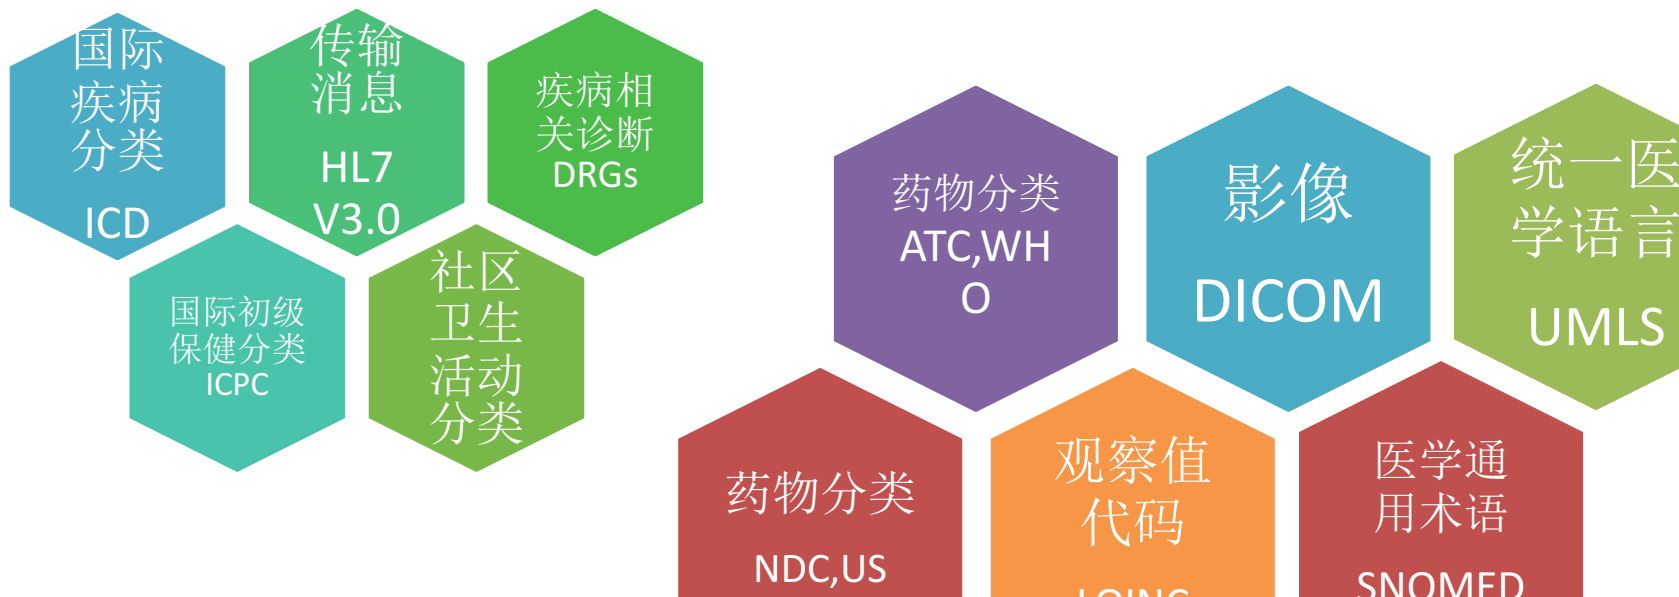 国际
疾病
分类
ICD
传输
消息
HL7
V3.0
疾病相
关诊断
DRGs
国际初级
保健分类
ICPC
社区
卫生
活动
分类
药物分类
ATC,WH
O
影像
DICOM
统一医
学语言
UMLS
药物分类
NDC,US
观察值
代码
LOINC
医学通
用术语
SNOMED